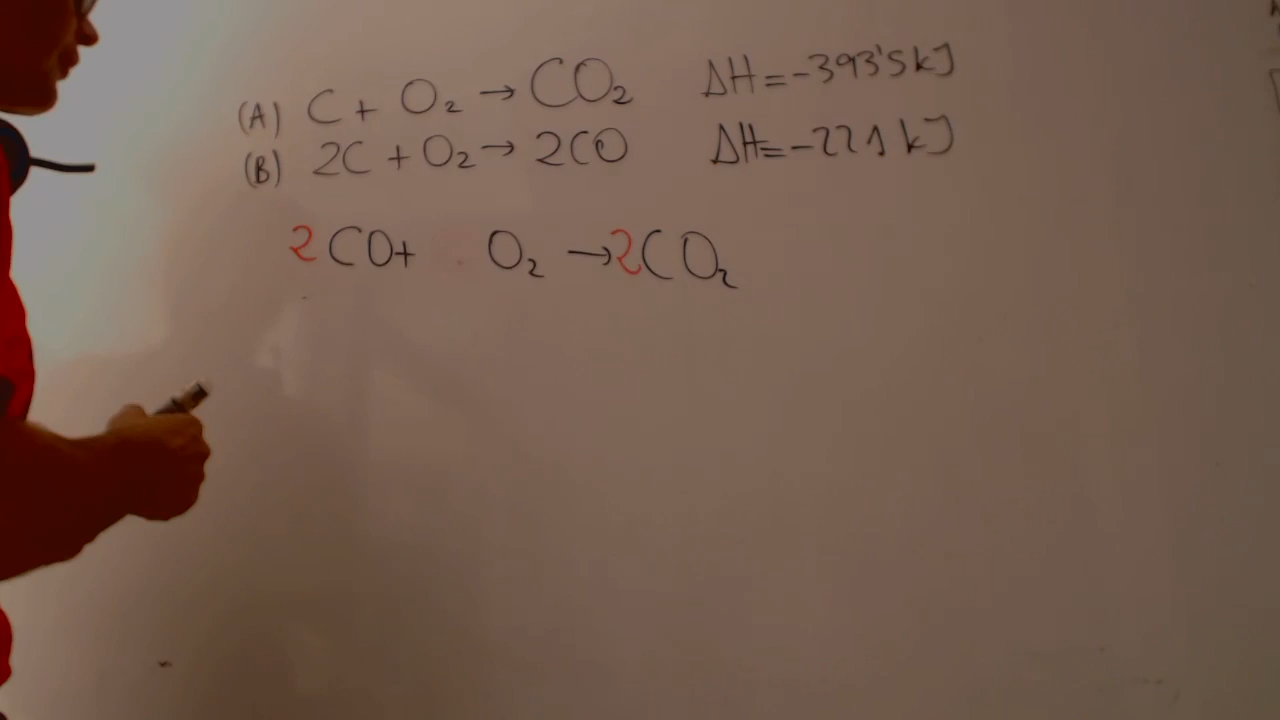 (A) C + O₂ → CO₂ ΔH = -393'5 kJ
(B) 2C + O₂ → 2CO ΔH = -221 kJ
2CO + O₂ → 2CO₂